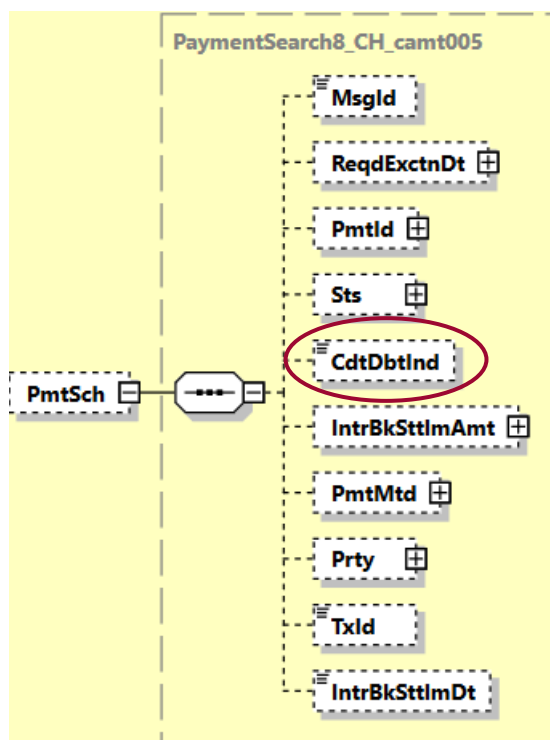 PaymentSearch8_CH_camt005
MsgId
ReqdExctnDt
PmtId
Sts
CdtDbtInd
PmtSch
IntrBkSttlmAmt
PmtMtd
Prty
TxId
IntrBkSttlmDt